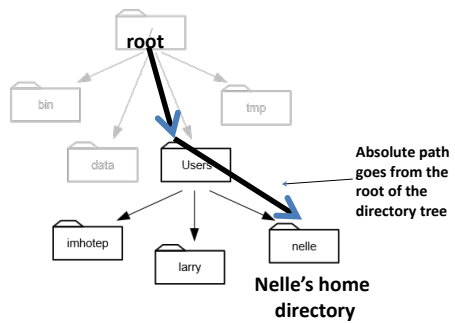 root
bin
tmp
data
Users
Absolute path
goes from the
root of the
directory tree
imhotep
larry
nelle
Nelle's home
directory